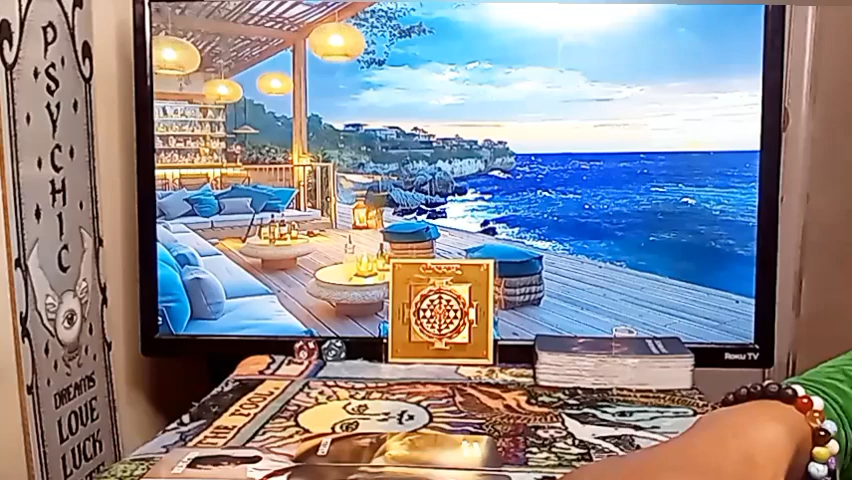 PSYCHIC
DREAMS
LOVE
LUCK
THE FOOL
Roku TV